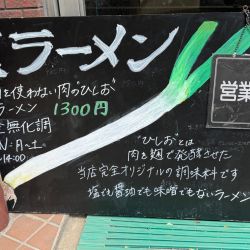 ラーメン
を使わない肉のひしお
ラーメン 1300円
無化調
14:00
営業
"ひしお"とは
肉を麹で発酵させた
当店完全オリジナルの調味料です
塩でも醤油でも味噌でもないラーメン